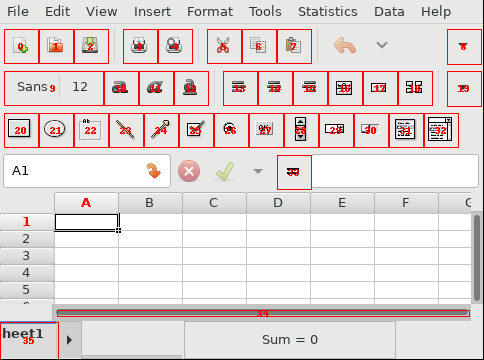 File Edit View Insert Format Tools Statistics Data Help
0 1 2 3 4 5 6 7 8
Sans 9 12 10 11 12 13 14 15 16 17 18 19
20 21 Ab 22 23 24 25 26 27 28 29 30 31 32
A1 33
A B C D E F G
1
2
3
4
5
6
34
heet1 35 Sum = 0